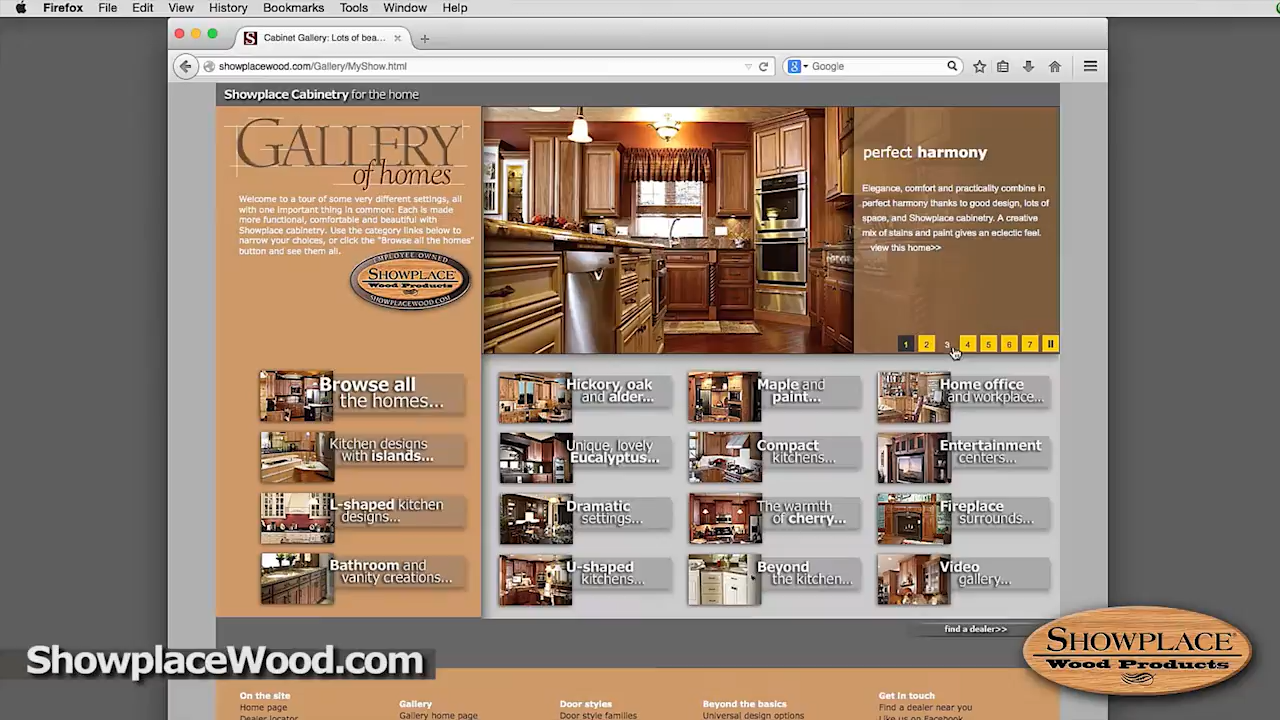 Firefox File Edit View History Bookmarks Tools Window Help
S Cabinet Gallery: Lots of bea... × +
showplacewood.com/Gallery/MyShow.html
Google
Showplace Cabinetry for the home
GALLERY
of homes
Welcome to a tour of some very different settings, all
with one important thing in common: Each is made
more functional, comfortable and beautiful with
Showplace cabinetry. Use the category links below to
narrow your choices, or click the "Browse all the homes"
button and see them all.
EMPLOYEE-OWNED
SHOWPLACE
Wood Products
SHOWPLACEWOOD.COM
perfect harmony
Elegance, comfort and practicality combine in
perfect harmony thanks to good design, lots of
space, and Showplace cabinetry. A creative
mix of stains and paint gives an eclectic feel.
view this home>>
1 2 3 4 5 6 7
Browse all
the homes...
Kitchen designs
with islands...
L-shaped kitchen
designs...
Bathroom and
vanity creations...
Hickory, oak
and alder...
Unique, lovely
Eucalyptus...
Dramatic
settings...
U-shaped
kitchens...
Maple and
paint...
Compact
kitchens...
The warmth
of cherry...
Beyond
the kitchen...
Home office
and workplace...
Entertainment
centers...
Fireplace
surrounds...
Video
gallery...
find a dealer>>
ShowplaceWood.com
SHOWPLACE®
Wood Products
On the site
Home page
Dealer locator
Gallery
Gallery home page
Door styles
Door style families
Beyond the basics
Universal design options
Get in touch
Find a dealer near you
Like us on Facebook